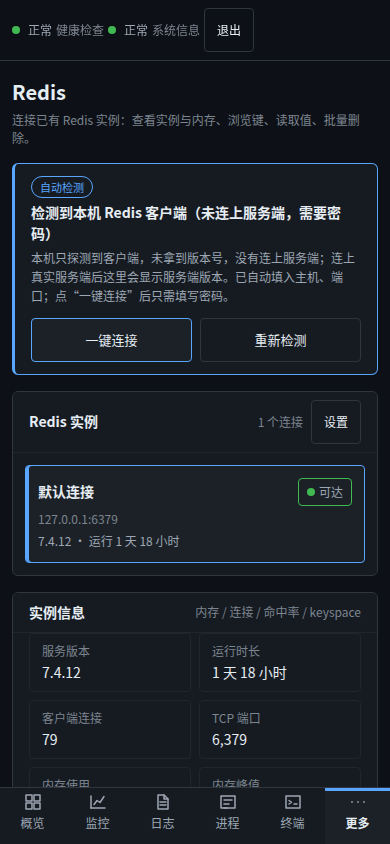 正常 健康检查 正常 系统信息 退出
Redis
连接已有 Redis 实例：查看实例与内存、浏览键、读取值、批量删
除。
自动检测
检测到本机 Redis 客户端（未连上服务端，需要密
码）
本机只探测到客户端，未拿到版本号，没有连上服务端；连上
真实服务端后这里会显示服务端版本。已自动填入主机、端
口；点“一键连接”后只需填写密码。
一键连接 重新检测
Redis 实例 1 个连接 设置
默认连接 可达
127.0.0.1:6379
7.4.12 · 运行 1 天 18 小时
实例信息 内存 / 连接 / 命中率 / keyspace
服务版本 运行时长
7.4.12 1 天 18 小时
客户端连接 TCP 端口
79 6,379
内存使用 内存峰值
概览 监控 日志 进程 终端 更多